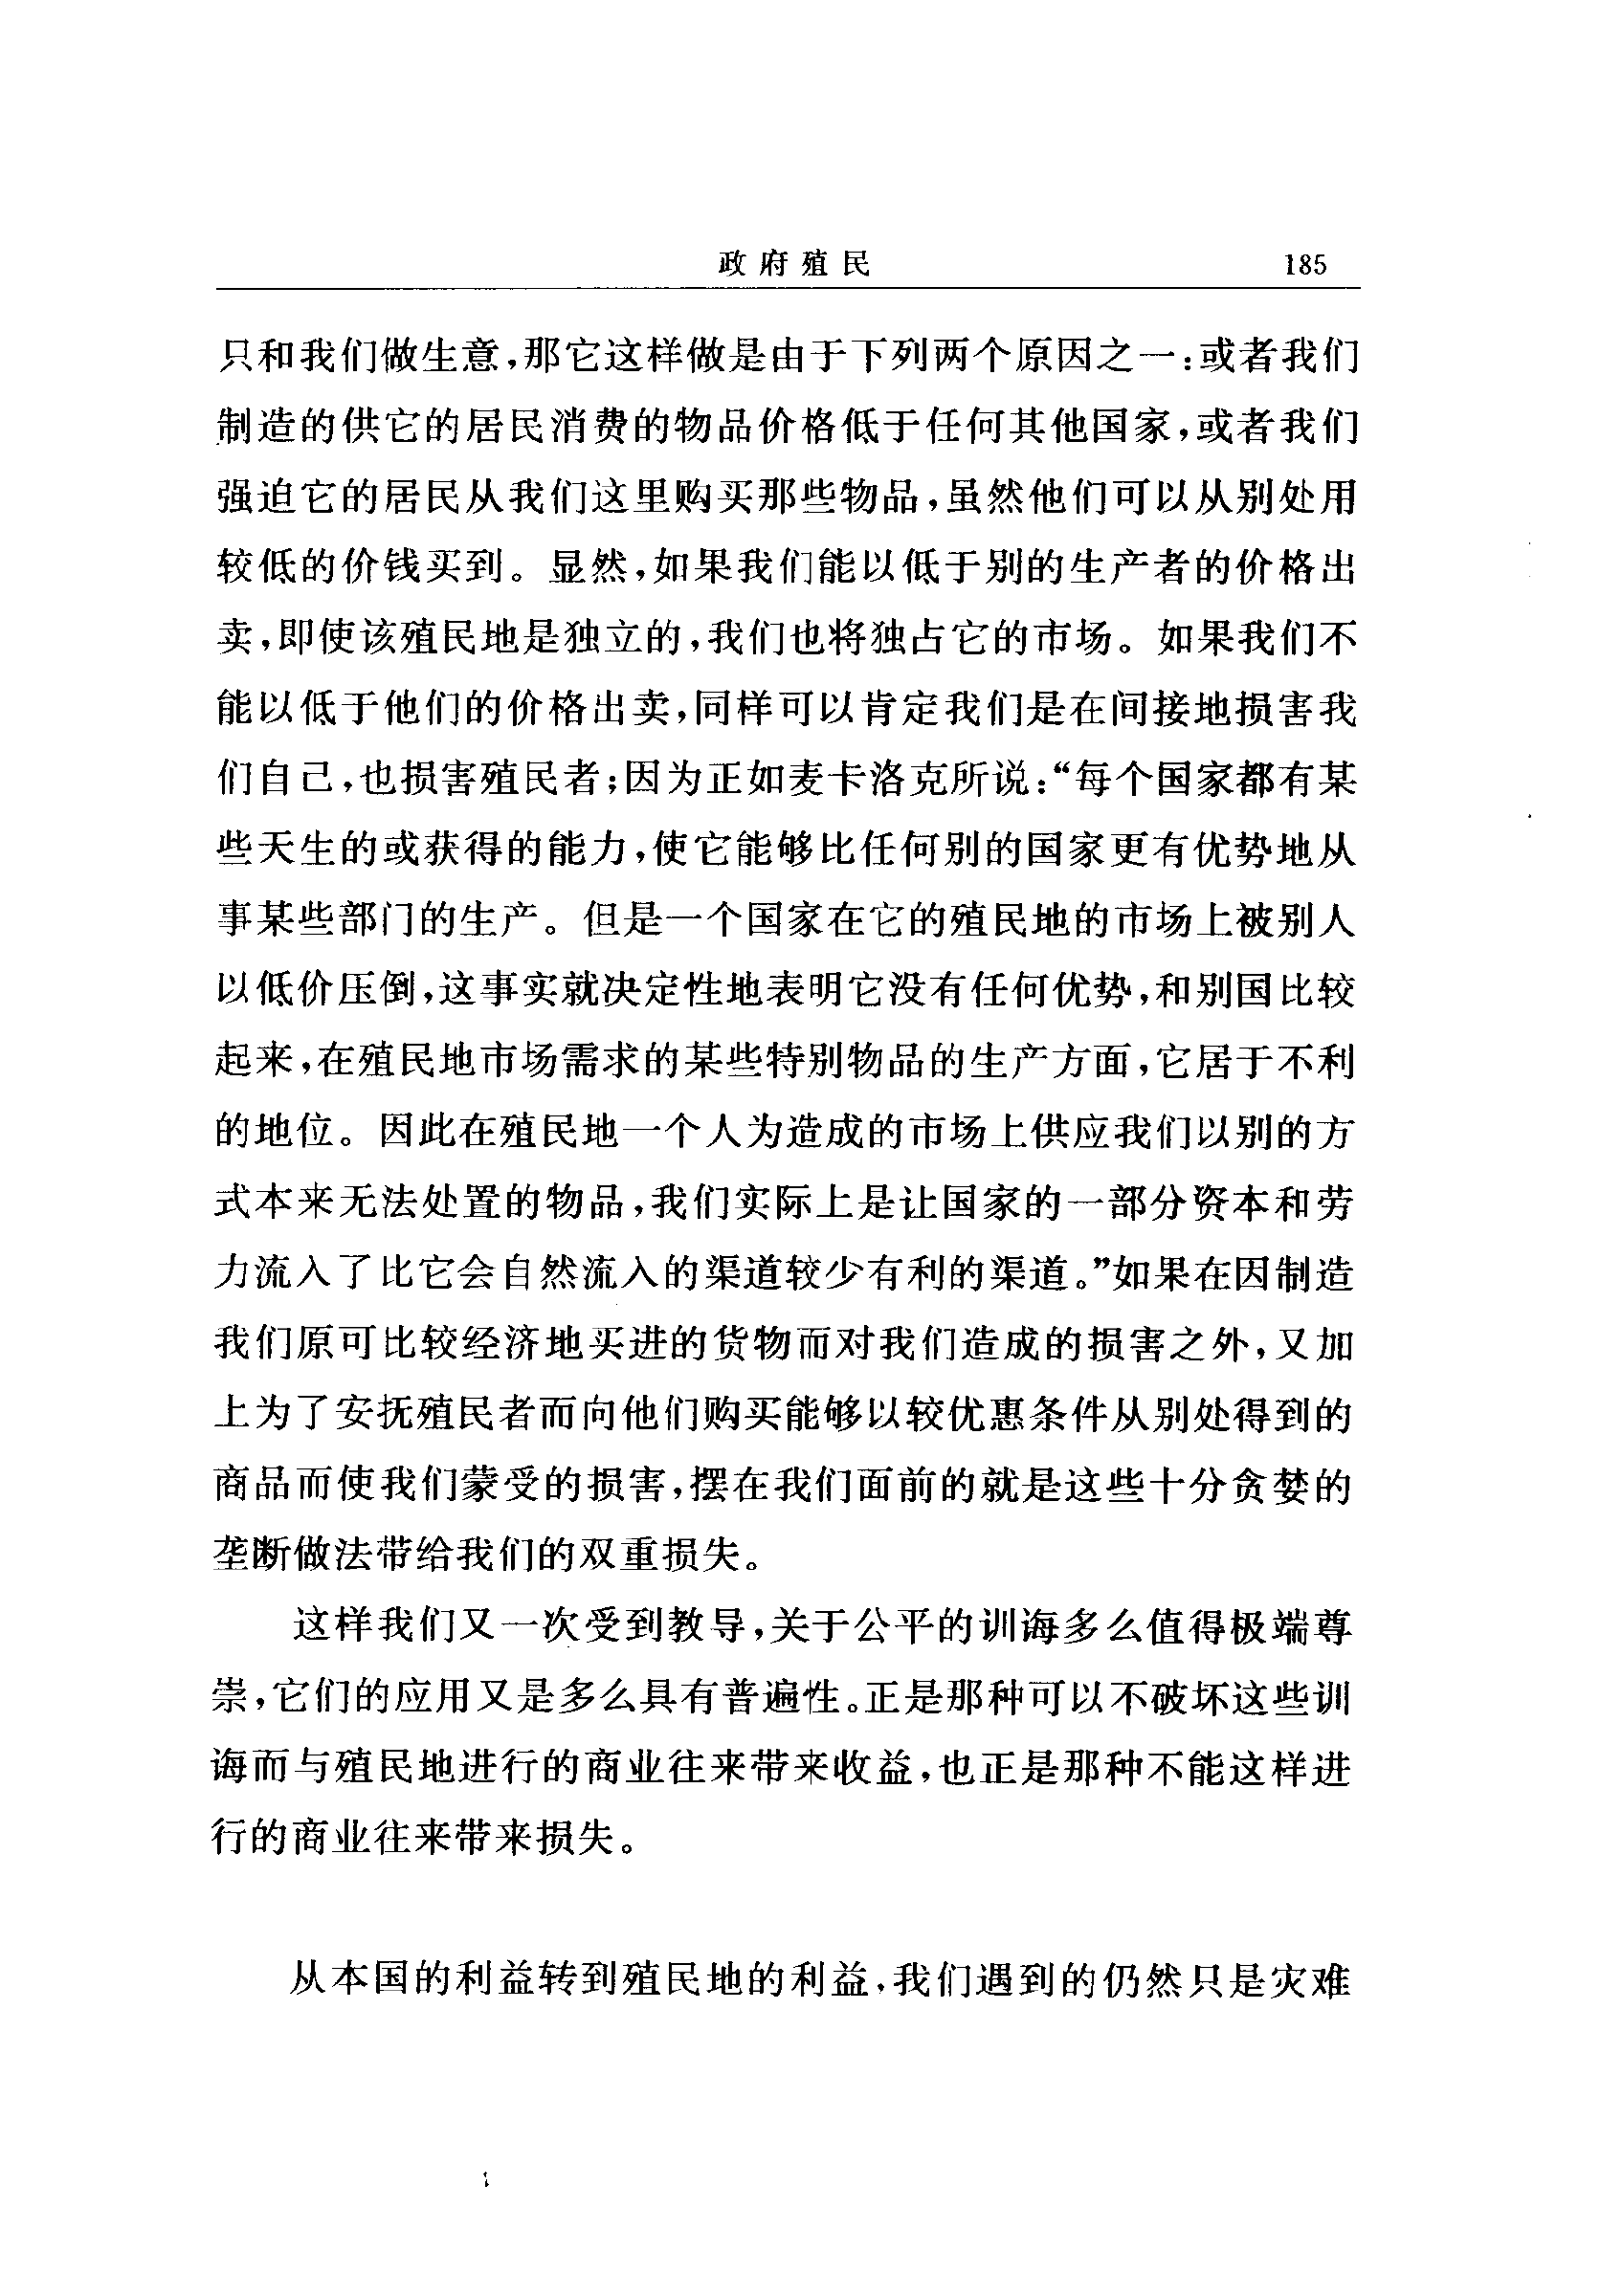 政府殖民 185
只和我们做生意,那它这样做是由于下列两个原因之一:或者我们
制造的供它的居民消费的物品价格低于任何其他国家,或者我们
强迫它的居民从我们这里购买那些物品,虽然他们可以从别处用
较低的价钱买到。显然,如果我们能以低于别的生产者的价格出
卖,即使该殖民地是独立的,我们也将独占它的市场。如果我们不
能以低于他们的价格出卖,同样可以肯定我们是在间接地损害我
们自己,也损害殖民者;因为正如麦卡洛克所说:“每个国家都有某
些天生的或获得的能力,使它能够比任何别的国家更有优势地从
事某些部门的生产。但是一个国家在它的殖民地的市场上被别人
以低价压倒,这事实就决定性地表明它没有任何优势,和别国比较
起来,在殖民地市场需求的某些特别物品的生产方面,它居于不利
的地位。因此在殖民地一个人为造成的市场上供应我们以别的方
式本来无法处置的物品,我们实际上是让国家的一部分资本和劳
力流入了比它会自然流入的渠道较少有利的渠道。”如果在因制造
我们原可比较经济地买进的货物而对我们造成的损害之外,又加
上为了安抚殖民者而向他们购买能够以较优惠条件从别处得到的
商品而使我们蒙受的损害,摆在我们面前的就是这些十分贪婪的
垄断做法带给我们的双重损失。
这样我们又一次受到教导,关于公平的训诲多么值得极端尊
崇,它们的应用又是多么具有普遍性。正是那种可以不破坏这些训
诲而与殖民地进行的商业往来带来收益,也正是那种不能这样进
行的商业往来带来损失。
从本国的利益转到殖民地的利益,我们遇到的仍然只是灾难